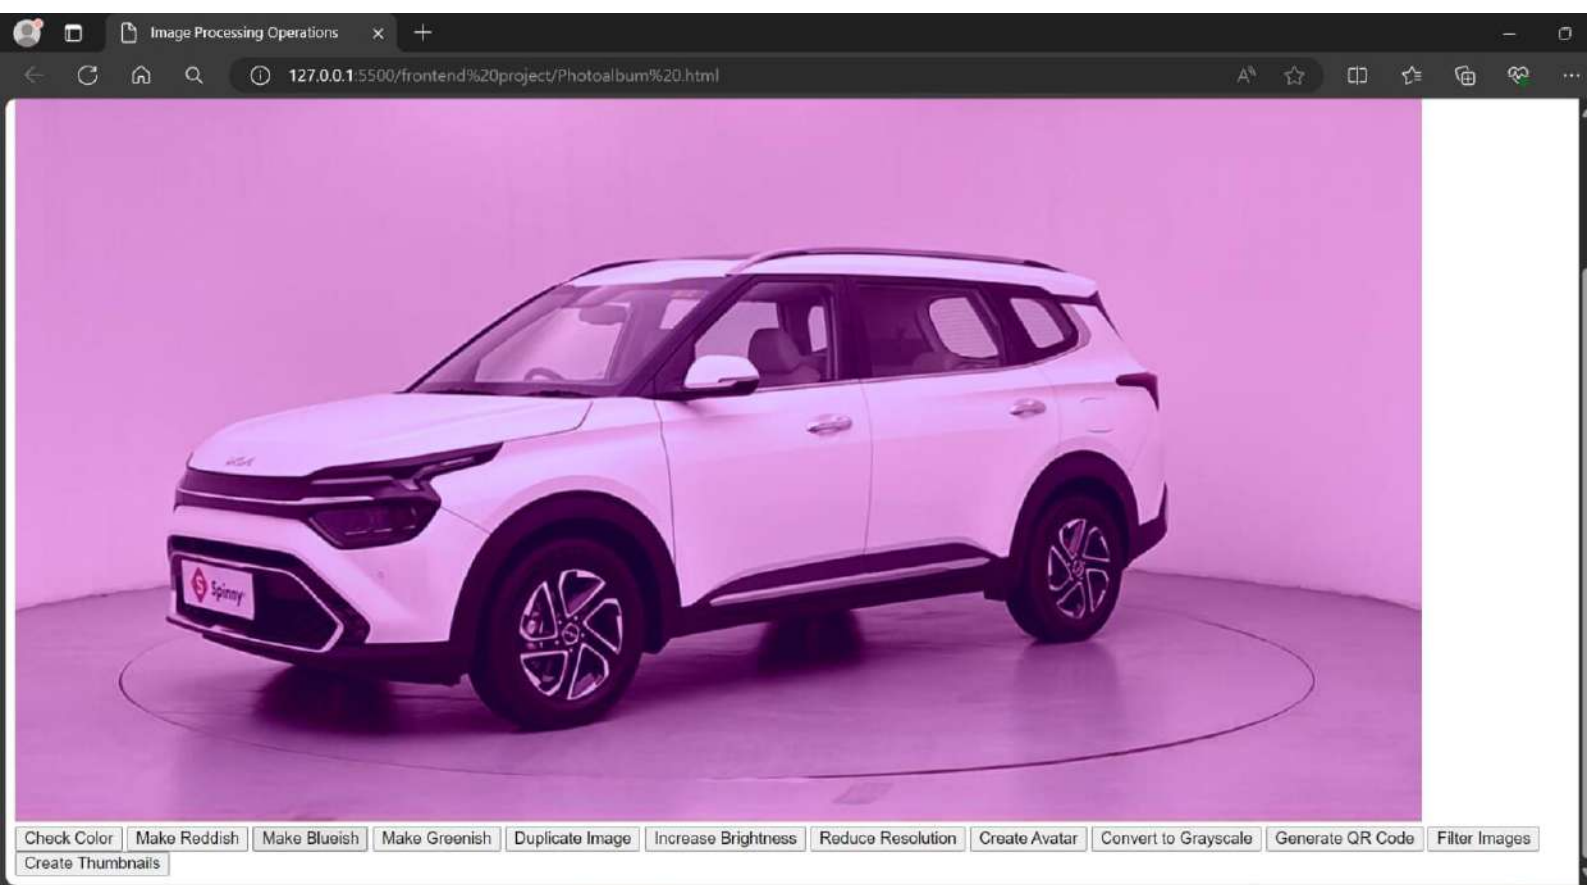 Image Processing Operations
127.0.0.1:5500/frontend%20project/Photoalbum%20.html
KIA
S Spinny
Check Color Make Reddish Make Blueish Make Greenish Duplicate Image Increase Brightness Reduce Resolution Create Avatar Convert to Grayscale Generate QR Code Filter Images
Create Thumbnails